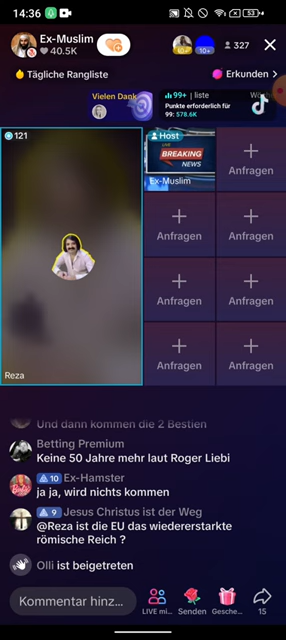 14:36
53
Ex-Muslim
40.5K
10+
327
Tägliche Rangliste
Erkunden
Vielen Dank
99+ | liste
Punkte erforderlich für
99: 578.6K
121
Host
LIVE
BREAKING
NEWS
Ex-Muslim
Anfragen
Anfragen
Anfragen
Anfragen
Anfragen
Anfragen
Anfragen
Reza
Und dann kommen die 2 Bestien
Betting Premium
Keine 50 Jahre mehr laut Roger Liebi
10 Ex-Hamster
ja ja, wird nichts kommen
9 Jesus Christus ist der Weg
@Reza ist die EU das wiedererstarkte
römische Reich ?
Olli ist beigetreten
Kommentar hinz...
LIVE mi...
Senden
Gesche...
15